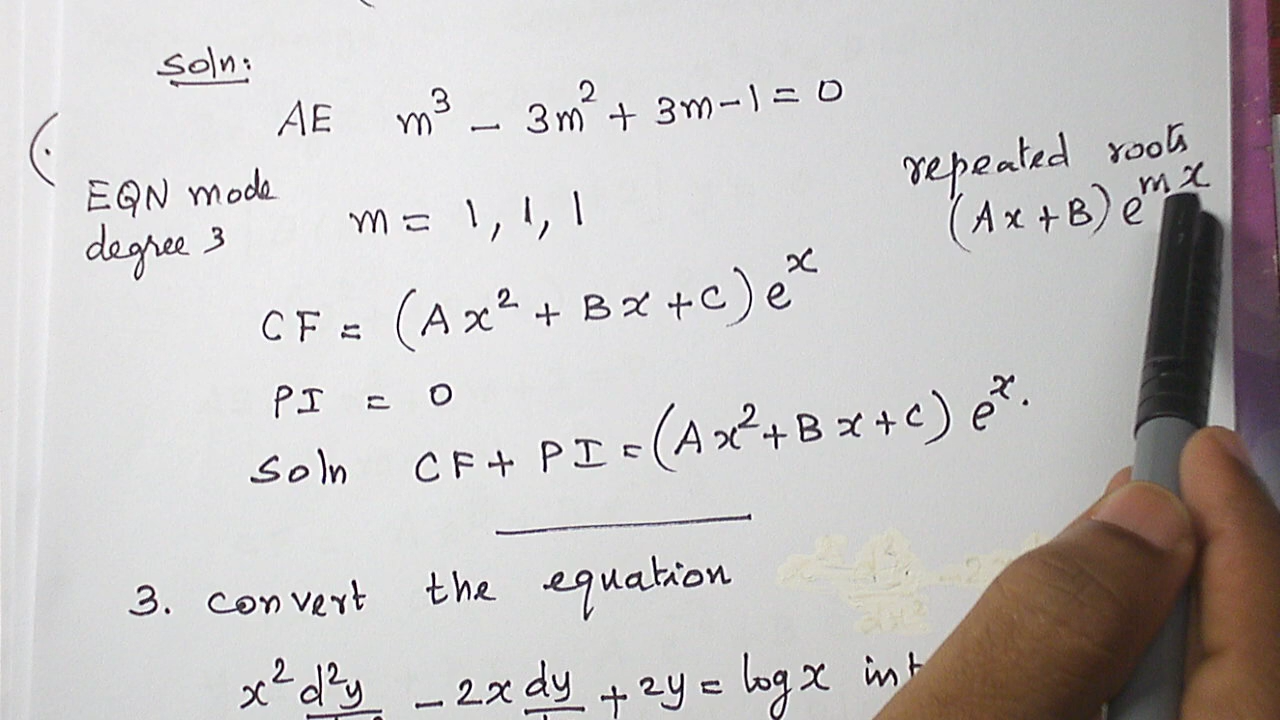 Soln:
AE m³ - 3m² + 3m - 1 = 0
EQN mode
degree 3
m = 1, 1, 1
repeated roots
(Ax + B) e^{mx}
CF = (Ax² + Bx + C) e^x
PI = 0
Soln CF + PI = (Ax² + Bx + C) e^x.
3. convert the equation
x² d²y - 2x dy + 2y = log x int